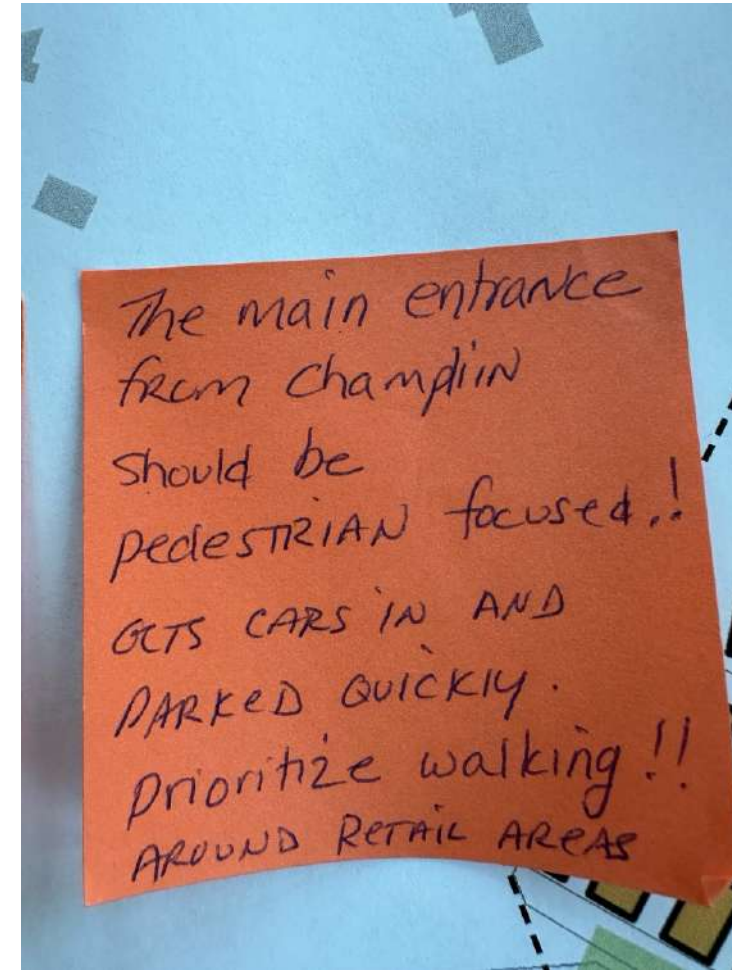 The main entrance
from Champlin
should be
pedestrian focused.!
Gets cars in and
parked quickly.
Prioritize walking!!
around retail areas